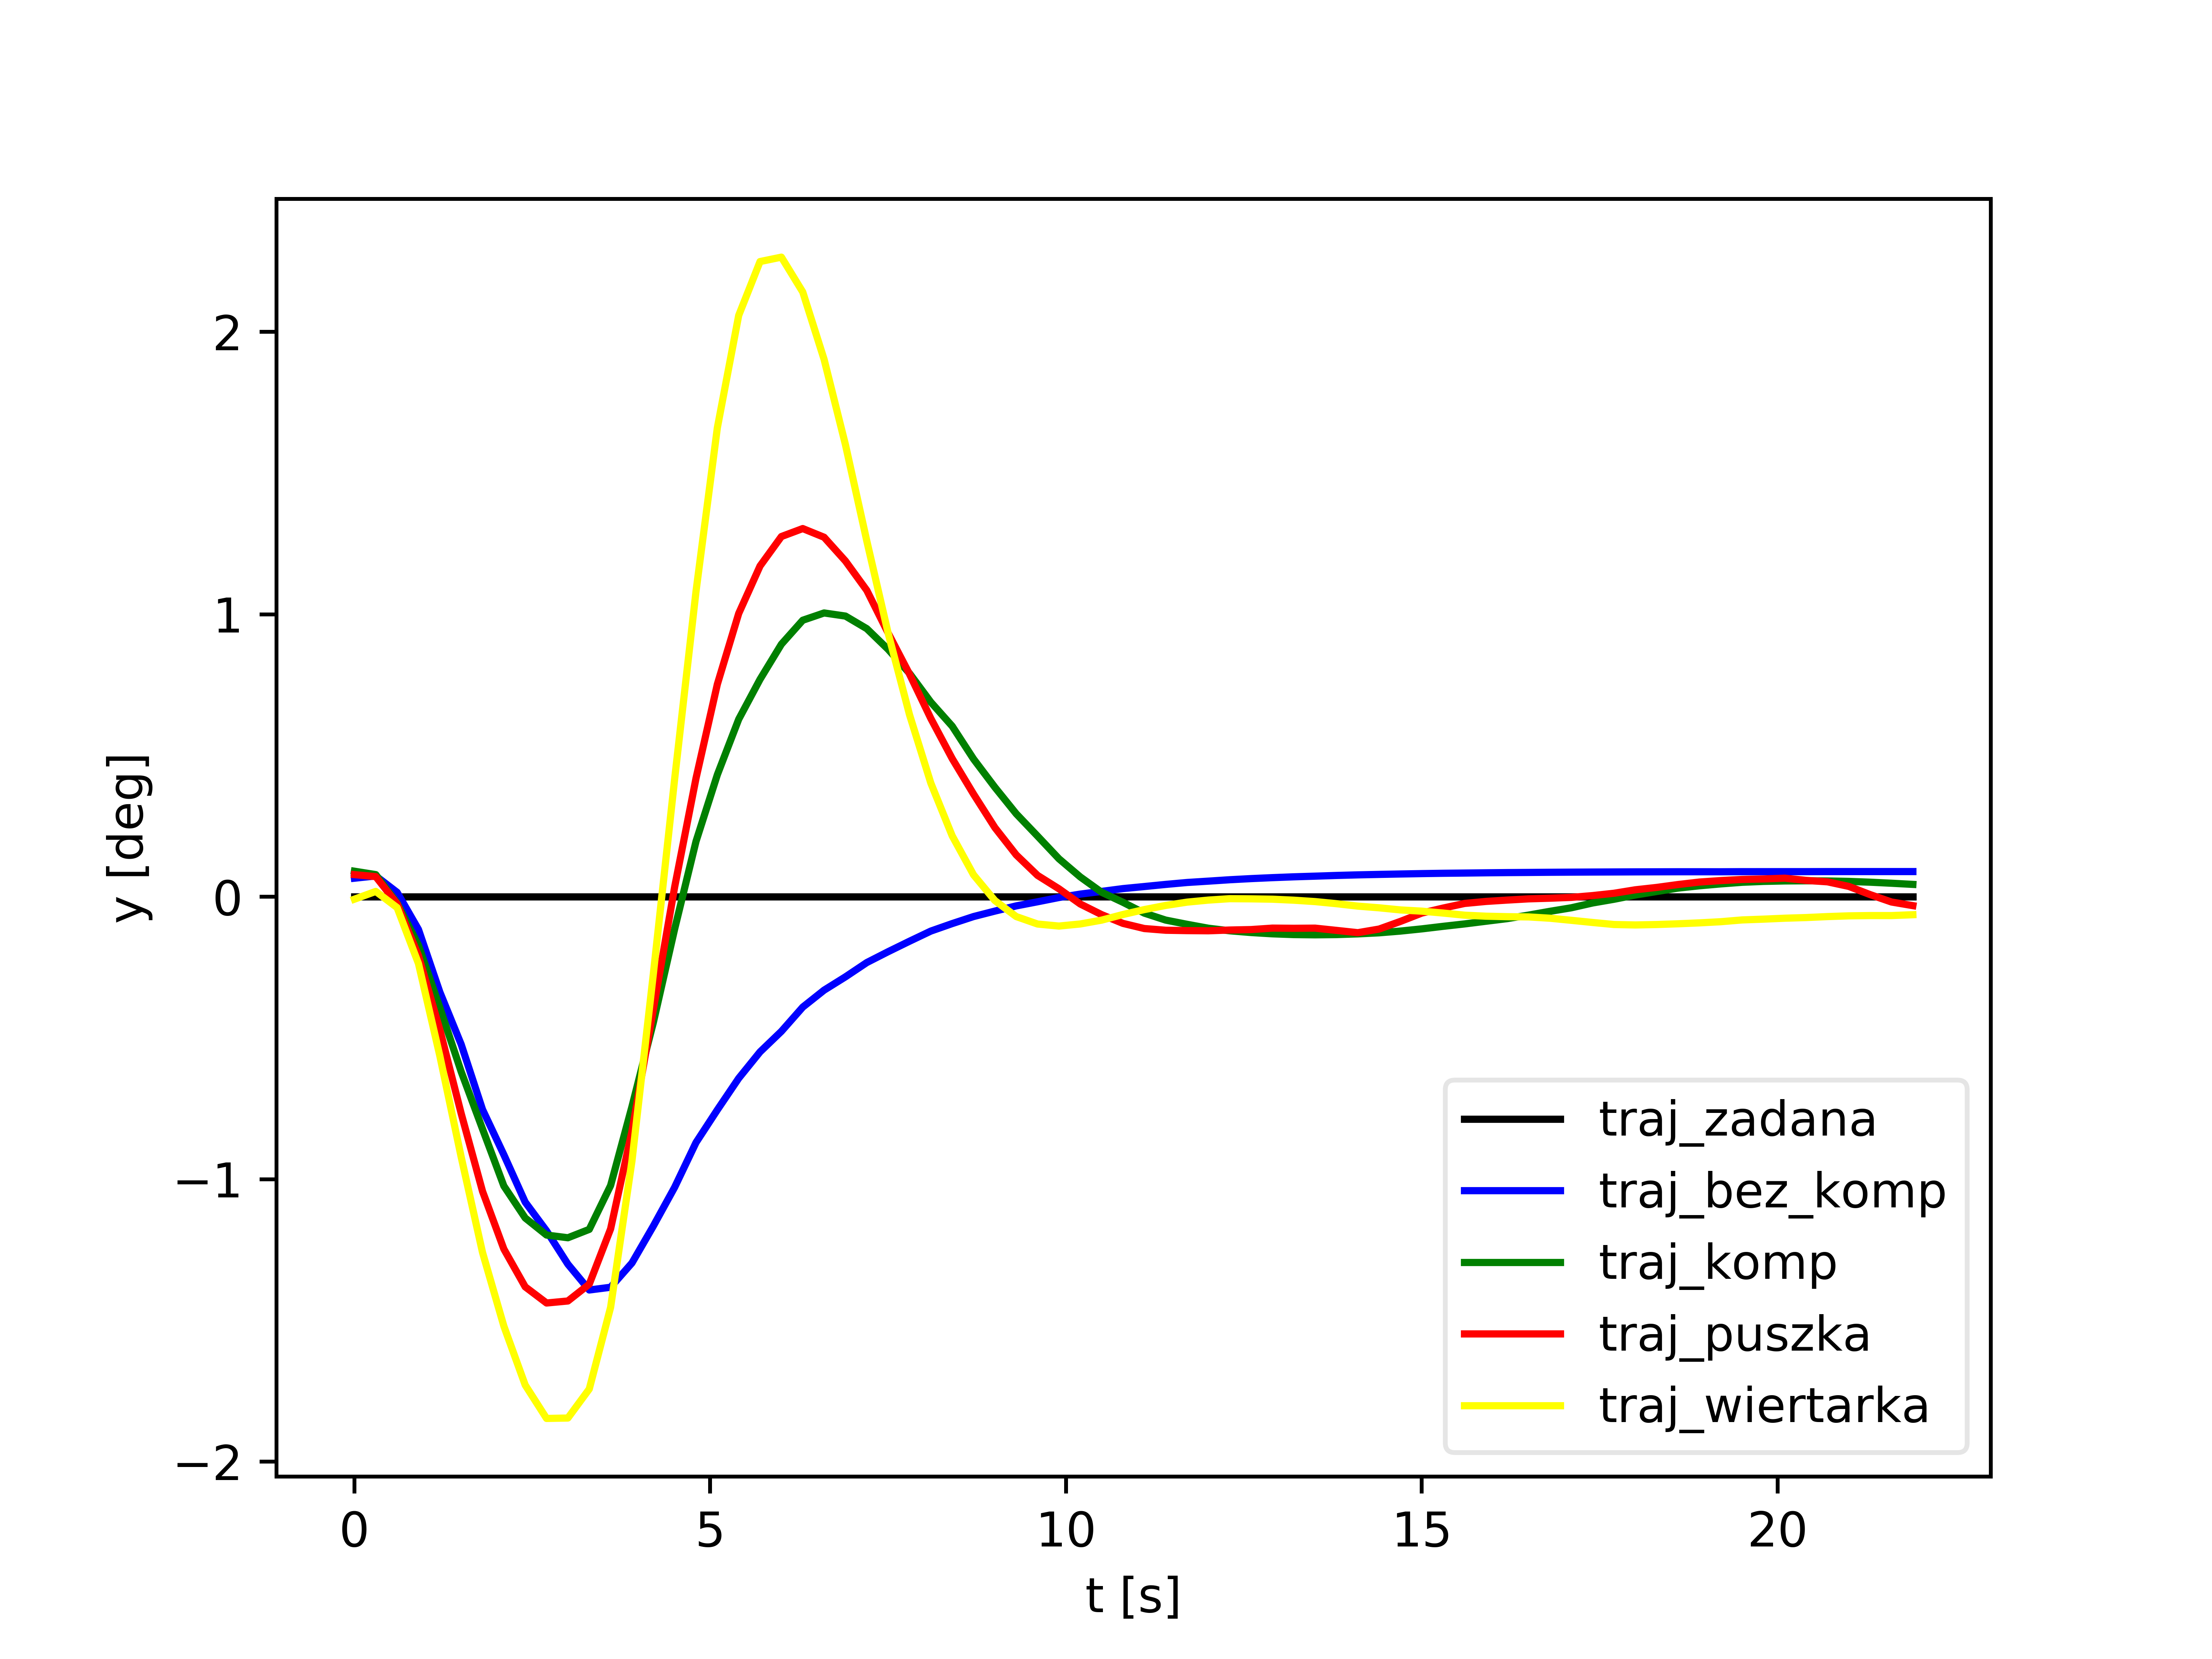 2
1
0
−1
−2
y [deg]
0 5 10 15 20
t [s]
traj_zadana
traj_bez_komp
traj_komp
traj_puszka
traj_wiertarka